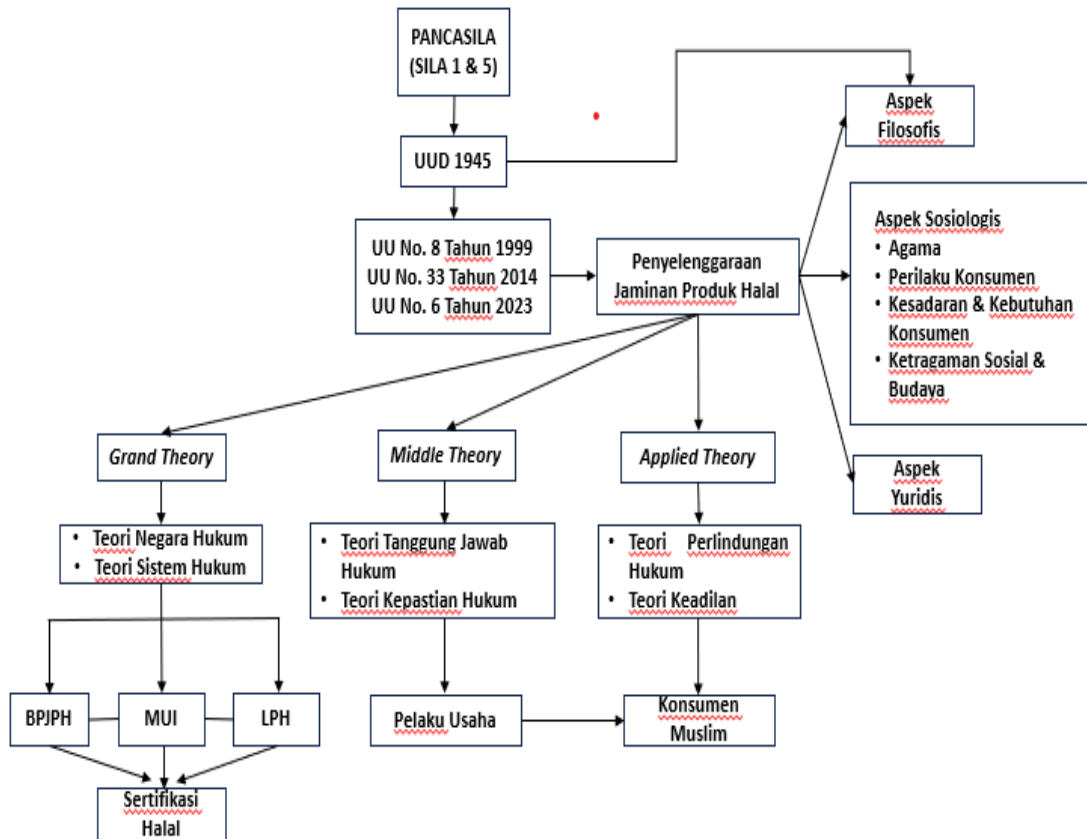 PANCASILA
(SILA 1 & 5)
UUD 1945
Aspek
Filosofis
UU No. 8 Tahun 1999
UU No. 33 Tahun 2014
UU No. 6 Tahun 2023
Penyelenggaraan
Jaminan Produk Halal
Aspek Sosiologis
• Agama
• Perilaku Konsumen
• Kesadaran & Kebutuhan
Konsumen
• Ketragaman Sosial &
Budaya
Aspek
Yuridis
Grand Theory
Middle Theory
Applied Theory
• Teori Negara Hukum
• Teori Sistem Hukum
• Teori Tanggung Jawab
Hukum
• Teori Kepastian Hukum
• Teori Perlindungan
Hukum
• Teori Keadilan
BPJPH
MUI
LPH
Pelaku Usaha
Konsumen
Muslim
Sertifikasi
Halal